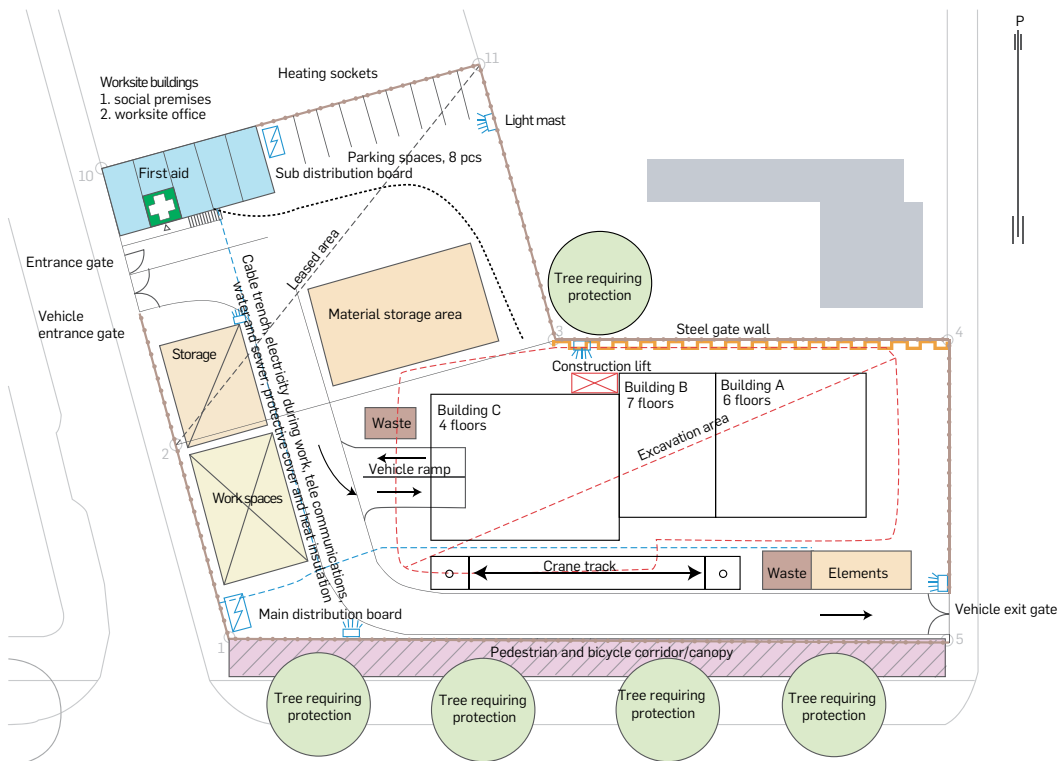 P
11
Heating sockets
Worksite buildings
1. social premises
2. worksite office
Light mast
Parking spaces, 8 pcs
10
First aid
Sub distribution board
Entrance gate
Leased area
Cable trench, electricity during work, tele communications,
water and sewer, protective cover and heat insulation
Tree requiring
protection
Vehicle
entrance gate
Material storage area
Storage
3
Steel gate wall
4
Construction lift
Building B
7 floors
Building A
6 floors
Building C
4 floors
Waste
Excavation area
2
Vehicle ramp
Work spaces
Crane track
Waste
Elements
Main distribution board
Vehicle exit gate
1
5
Pedestrian and bicycle corridor/canopy
Tree requiring
protection
Tree requiring
protection
Tree requiring
protection
Tree requiring
protection